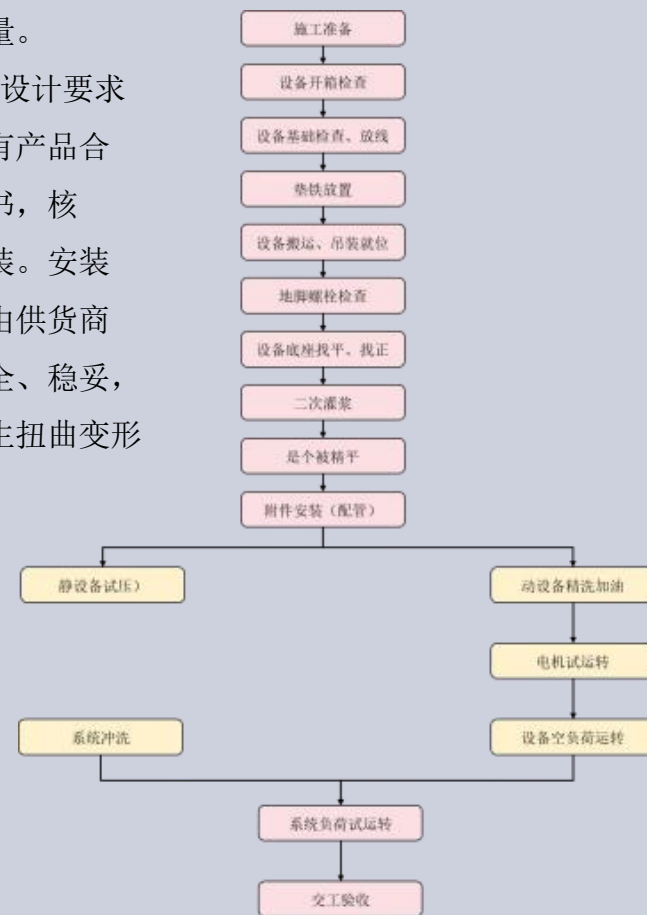 量。
设计要求
有产品合
书，核
装。安装
由供货商
全、稳妥，
生扭曲变形
施工准备
设备开箱检查
设备基础检查、放线
垫铁放置
设备搬运、吊装就位
地脚螺栓检查
设备底座找平、找正
二次灌浆
是个被精平
附件安装（配管）
静设备试压）
动设备精洗加油
电机试运转
系统冲洗
设备空负荷运转
系统负荷试运转
交工验收